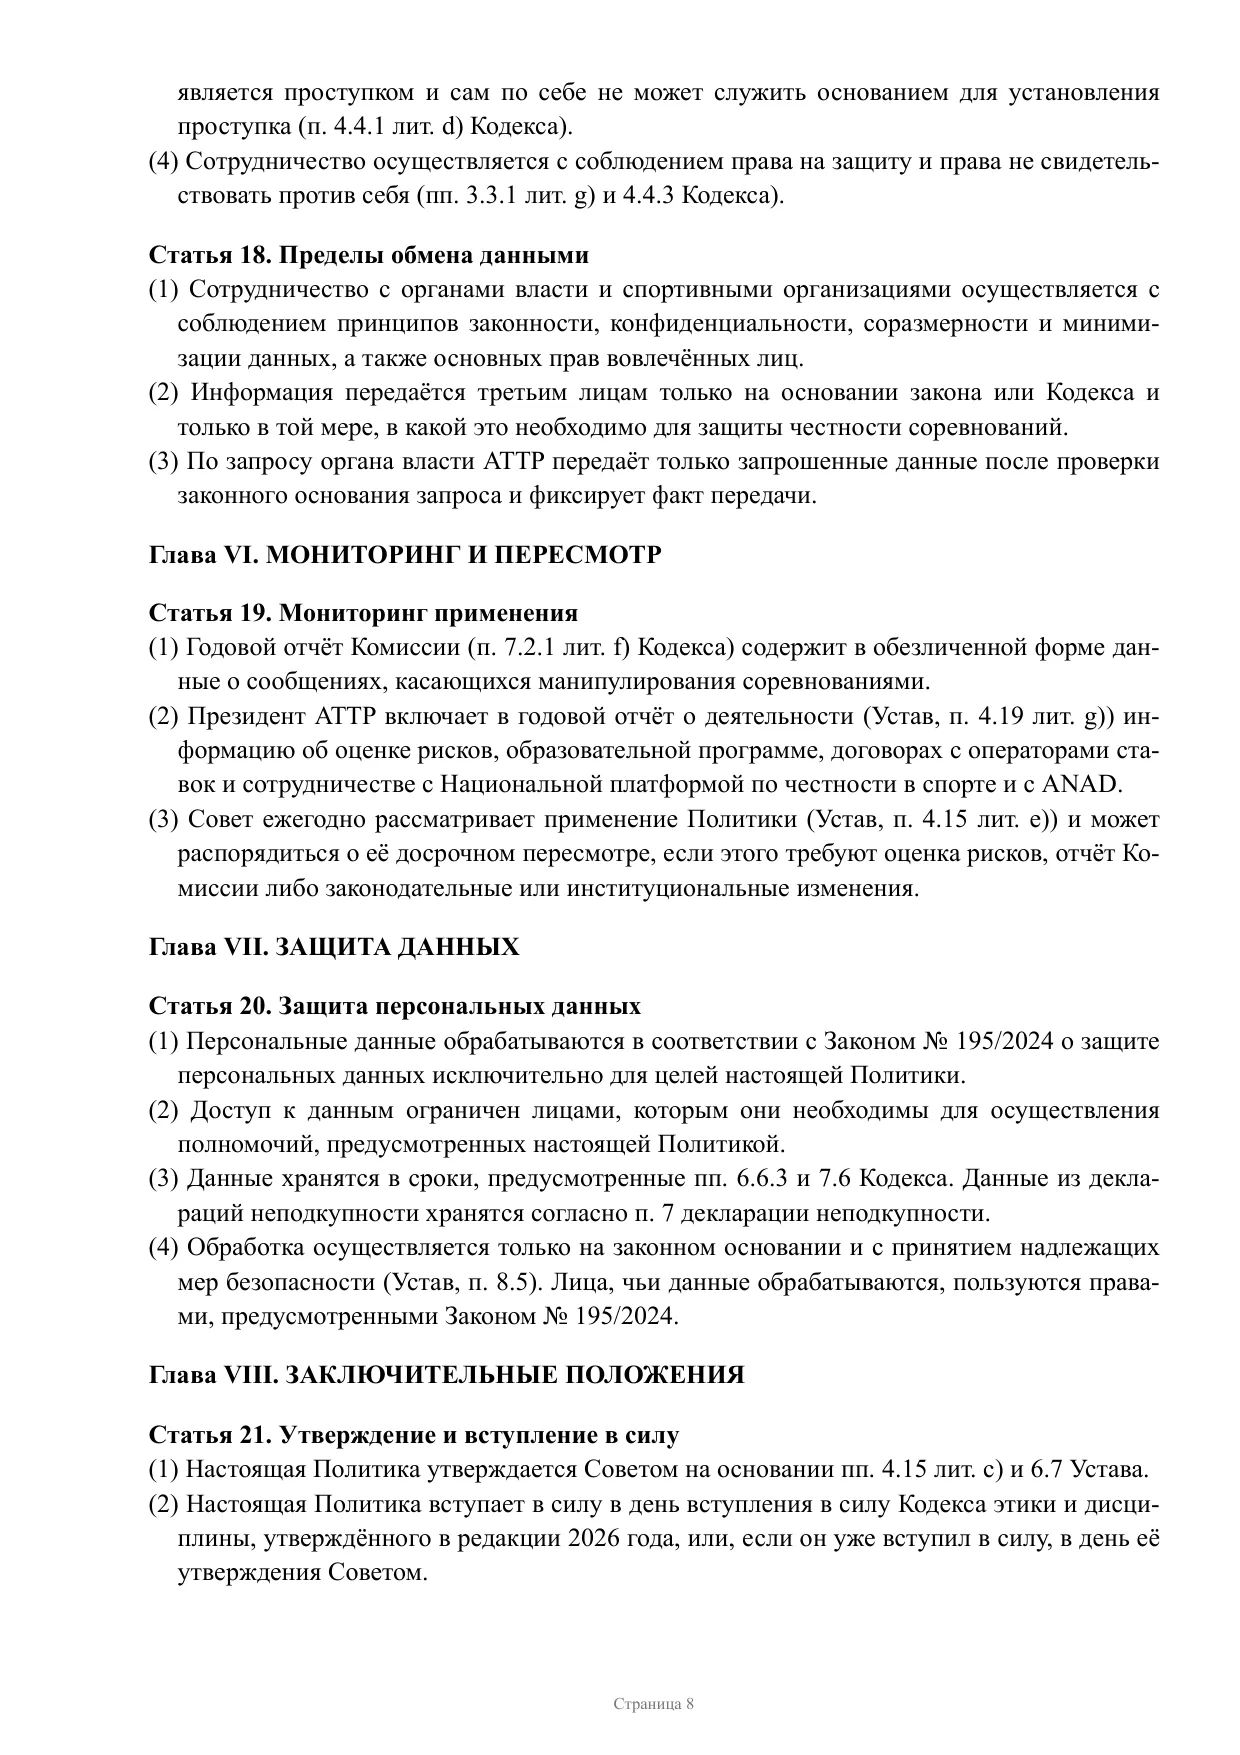 является проступком и сам по себе не может служить основанием для установления
проступка (п. 4.4.1 лит. d) Кодекса).
(4) Сотрудничество осуществляется с соблюдением права на защиту и права не свидетель-
ствовать против себя (пп. 3.3.1 лит. g) и 4.4.3 Кодекса).
Статья 18. Пределы обмена данными
(1) Сотрудничество с органами власти и спортивными организациями осуществляется с
соблюдением принципов законности, конфиденциальности, соразмерности и миними-
зации данных, а также основных прав вовлечённых лиц.
(2) Информация передаётся третьим лицам только на основании закона или Кодекса и
только в той мере, в какой это необходимо для защиты честности соревнований.
(3) По запросу органа власти АТТР передаёт только запрошенные данные после проверки
законного основания запроса и фиксирует факт передачи.
Глава VI. МОНИТОРИНГ И ПЕРЕСМОТР
Статья 19. Мониторинг применения
(1) Годовой отчёт Комиссии (п. 7.2.1 лит. f) Кодекса) содержит в обезличенной форме дан-
ные о сообщениях, касающихся манипулирования соревнованиями.
(2) Президент АТТР включает в годовой отчёт о деятельности (Устав, п. 4.19 лит. g)) ин-
формацию об оценке рисков, образовательной программе, договорах с операторами ста-
вок и сотрудничестве с Национальной платформой по честности в спорте и с ANAD.
(3) Совет ежегодно рассматривает применение Политики (Устав, п. 4.15 лит. e)) и может
распорядиться о её досрочном пересмотре, если этого требуют оценка рисков, отчёт Ко-
миссии либо законодательные или институциональные изменения.
Глава VII. ЗАЩИТА ДАННЫХ
Статья 20. Защита персональных данных
(1) Персональные данные обрабатываются в соответствии с Законом № 195/2024 о защите
персональных данных исключительно для целей настоящей Политики.
(2) Доступ к данным ограничен лицами, которым они необходимы для осуществления
полномочий, предусмотренных настоящей Политикой.
(3) Данные хранятся в сроки, предусмотренные пп. 6.6.3 и 7.6 Кодекса. Данные из декла-
раций неподкупности хранятся согласно п. 7 декларации неподкупности.
(4) Обработка осуществляется только на законном основании и с принятием надлежащих
мер безопасности (Устав, п. 8.5). Лица, чьи данные обрабатываются, пользуются права-
ми, предусмотренными Законом № 195/2024.
Глава VIII. ЗАКЛЮЧИТЕЛЬНЫЕ ПОЛОЖЕНИЯ
Статья 21. Утверждение и вступление в силу
(1) Настоящая Политика утверждается Советом на основании пп. 4.15 лит. c) и 6.7 Устава.
(2) Настоящая Политика вступает в силу в день вступления в силу Кодекса этики и дисци-
плины, утверждённого в редакции 2026 года, или, если он уже вступил в силу, в день её
утверждения Советом.
Страница 8